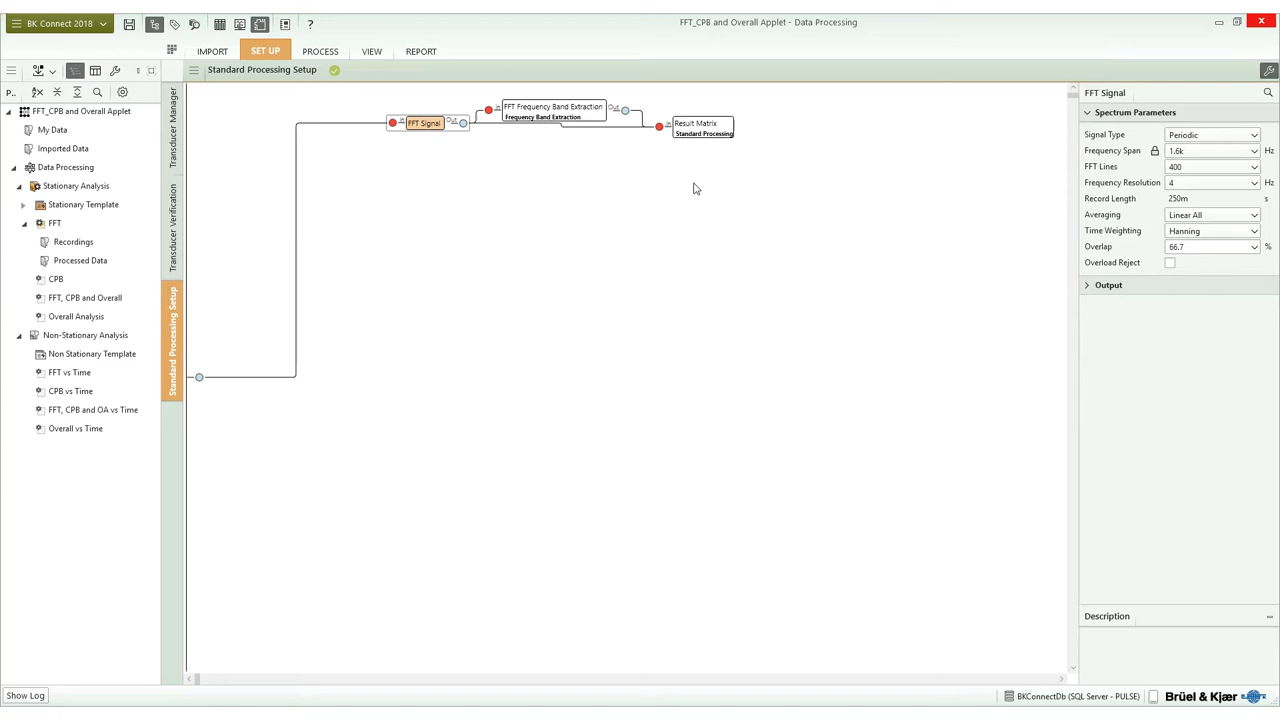 BK Connect 2018
?
FFT_CPB and Overall Applet - Data Processing
IMPORT
SET UP
PROCESS
VIEW
REPORT
Standard Processing Setup
P..
FFT_CPB and Overall Applet
My Data
Imported Data
Data Processing
Stationary Analysis
Stationary Template
FFT
Recordings
Processed Data
CPB
FFT, CPB and Overall
Overall Analysis
Non-Stationary Analysis
Non Stationary Template
FFT vs Time
CPB vs Time
FFT, CPB and OA vs Time
Overall vs Time
Transducer Manager
Transducer Verification
Standard Processing Setup
FFT Signal
FFT Frequency Band Extraction
Frequency Band Extraction
Result Matrix
Standard Processing
FFT Signal
Spectrum Parameters
Signal Type Periodic
Frequency Span 1.6k Hz
FFT Lines 400
Frequency Resolution 4 Hz
Record Length 250m s
Averaging Linear All
Time Weighting Hanning
Overlap 66.7 %
Overload Reject
Output
Description
Show Log
BKConnectDb (SQL Server - PULSE)
Brüel & Kjær